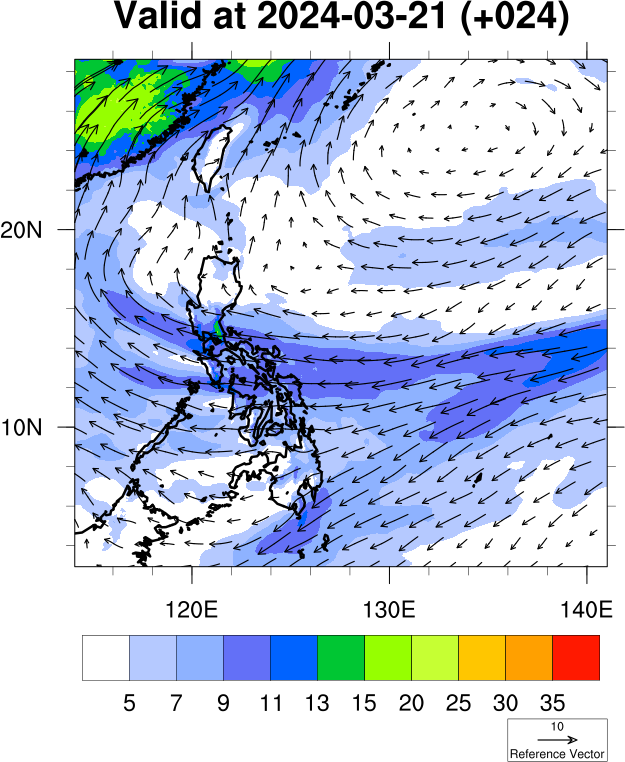 Valid at 2024-03-21 (+024)
20N
10N
120E 130E 140E
5 7 9 11 13 15 20 25 30 35
10
Reference Vector